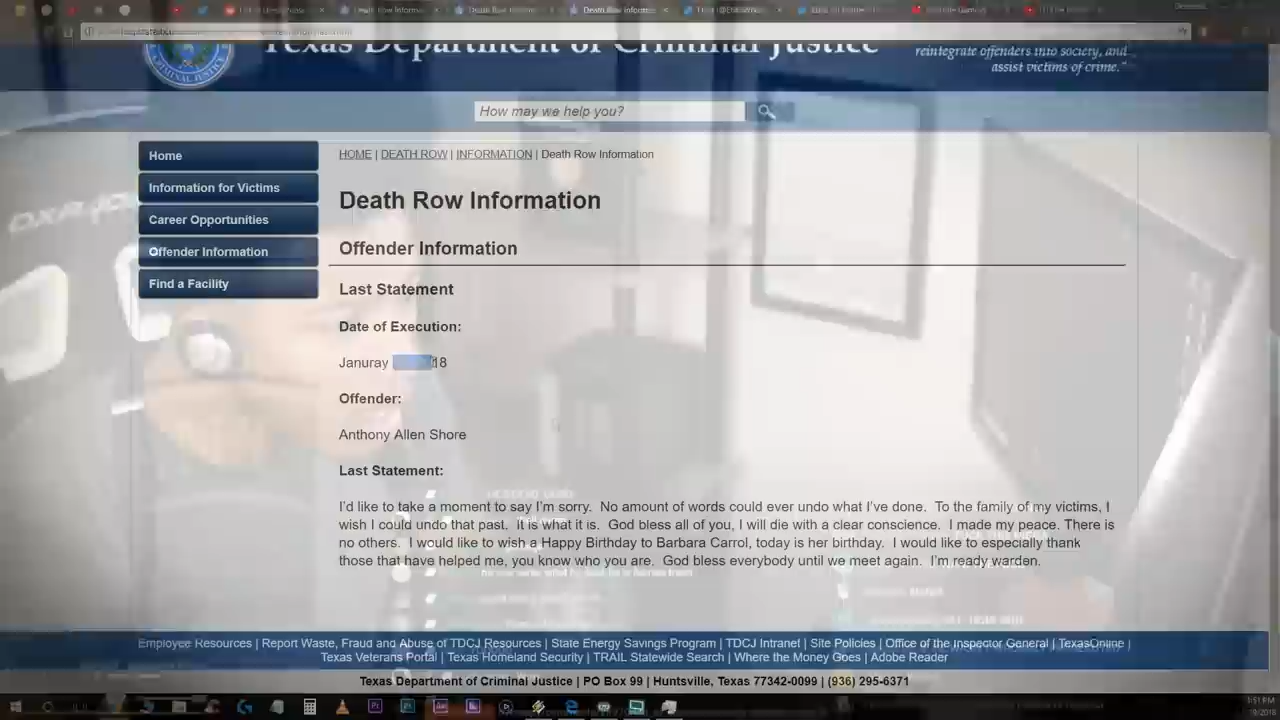 Texas Department of Criminal Justice
reintegrate offenders into society, and
assist victims of crime."
How may we help you?
Home
Information for Victims
Career Opportunities
Offender Information
Find a Facility
HOME | DEATH ROW | INFORMATION | Death Row Information
Death Row Information
Offender Information
Last Statement
Date of Execution:
Januray 18
Offender:
Anthony Allen Shore
Last Statement:
I'd like to take a moment to say I'm sorry. No amount of words could ever undo what I've done. To the family of my victims, I
wish I could undo that past. it is what it is. God bless all of you, I will die with a clear conscience. I made my peace. There is
no others. I would like to wish a Happy Birthday to Barbara Carrol, today is her birthday. I would like to especially thank
those that have helped me, you know who you are. God bless everybody until we meet again. I'm ready warden.
Employee Resources | Report Waste, Fraud and Abuse of TDCJ Resources | State Energy Savings Program | TDCJ Intranet | Site Policies | Office of the Inspector General | TexasOnline |
Texas Veterans Portal | Texas Homeland Security | TRAIL Statewide Search | Where the Money Goes | Adobe Reader
Texas Department of Criminal Justice | PO Box 99 | Huntsville, Texas 77342-0099 | (936) 295-6371